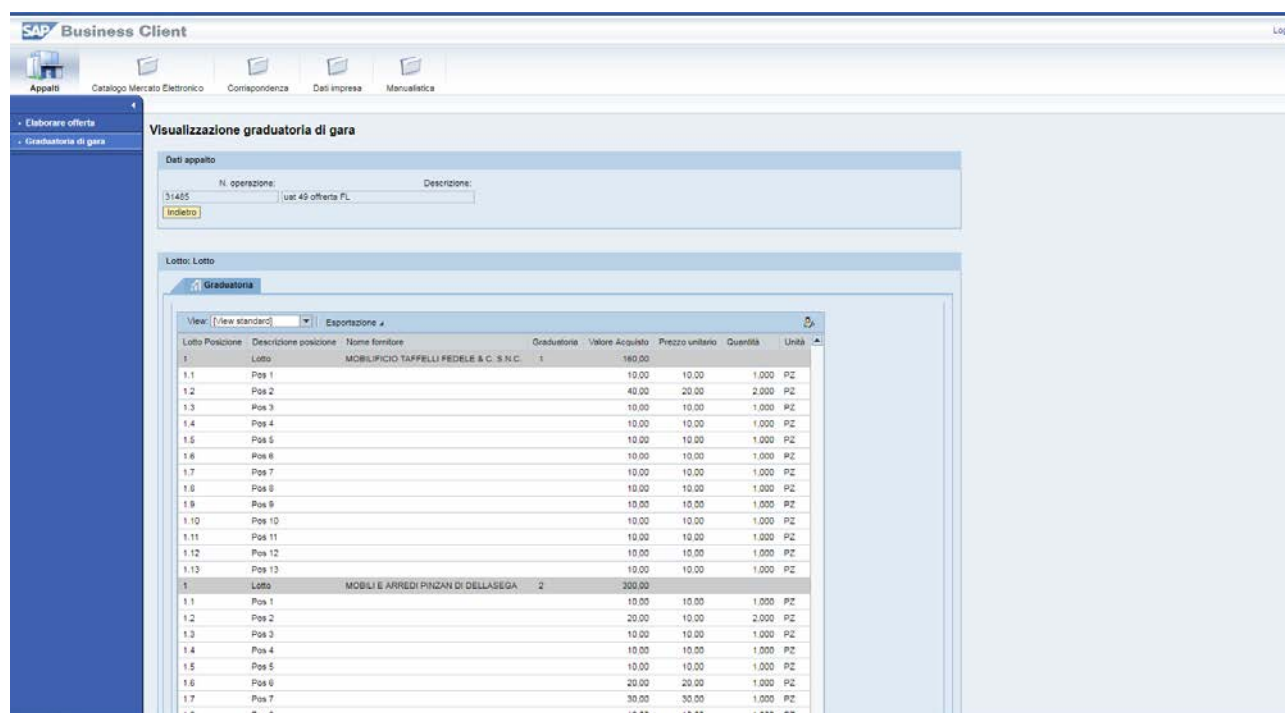 SAP Business Client
Log
Appalti Catalogo Mercato Elettronico Corrispondenza Dati impresa Manualistica
Elaborare offerta
Graduatoria di gara
Visualizzazione graduatoria di gara
Dati appalto
N. operazione: Descrizione:
31485 uat 49 offerta FL
Indietro
Lotto: Lotto
Graduatoria
View: [View standard] Esportazione
Lotto Posizione Descrizione posizione Nome fornitore Graduatoria Valore Acquisto Prezzo unitario Quantità Unità
1 Lotto MOBILIFICIO TAFFELLI FEDELE & C. S.N.C. 1 160,00
1.1 Pos 1 10,00 10,00 1,000 PZ
1.2 Pos 2 40,00 20,00 2,000 PZ
1.3 Pos 3 10,00 10,00 1,000 PZ
1.4 Pos 4 10,00 10,00 1,000 PZ
1.5 Pos 5 10,00 10,00 1,000 PZ
1.6 Pos 6 10,00 10,00 1,000 PZ
1.7 Pos 7 10,00 10,00 1,000 PZ
1.8 Pos 8 10,00 10,00 1,000 PZ
1.9 Pos 9 10,00 10,00 1,000 PZ
1.10 Pos 10 10,00 10,00 1,000 PZ
1.11 Pos 11 10,00 10,00 1,000 PZ
1.12 Pos 12 10,00 10,00 1,000 PZ
1.13 Pos 13 10,00 10,00 1,000 PZ
1 Lotto MOBILI E ARREDI PINZAN DI DELLASEGA 2 300,00
1.1 Pos 1 10,00 10,00 1,000 PZ
1.2 Pos 2 20,00 10,00 2,000 PZ
1.3 Pos 3 10,00 10,00 1,000 PZ
1.4 Pos 4 10,00 10,00 1,000 PZ
1.5 Pos 5 10,00 10,00 1,000 PZ
1.6 Pos 6 20,00 20,00 1,000 PZ
1.7 Pos 7 30,00 30,00 1,000 PZ